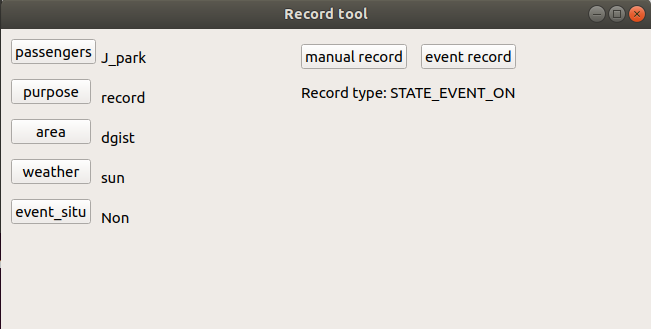 Record tool
passengers J_park
manual record event record
purpose record
Record type: STATE_EVENT_ON
area dgist
weather sun
event_situ Non